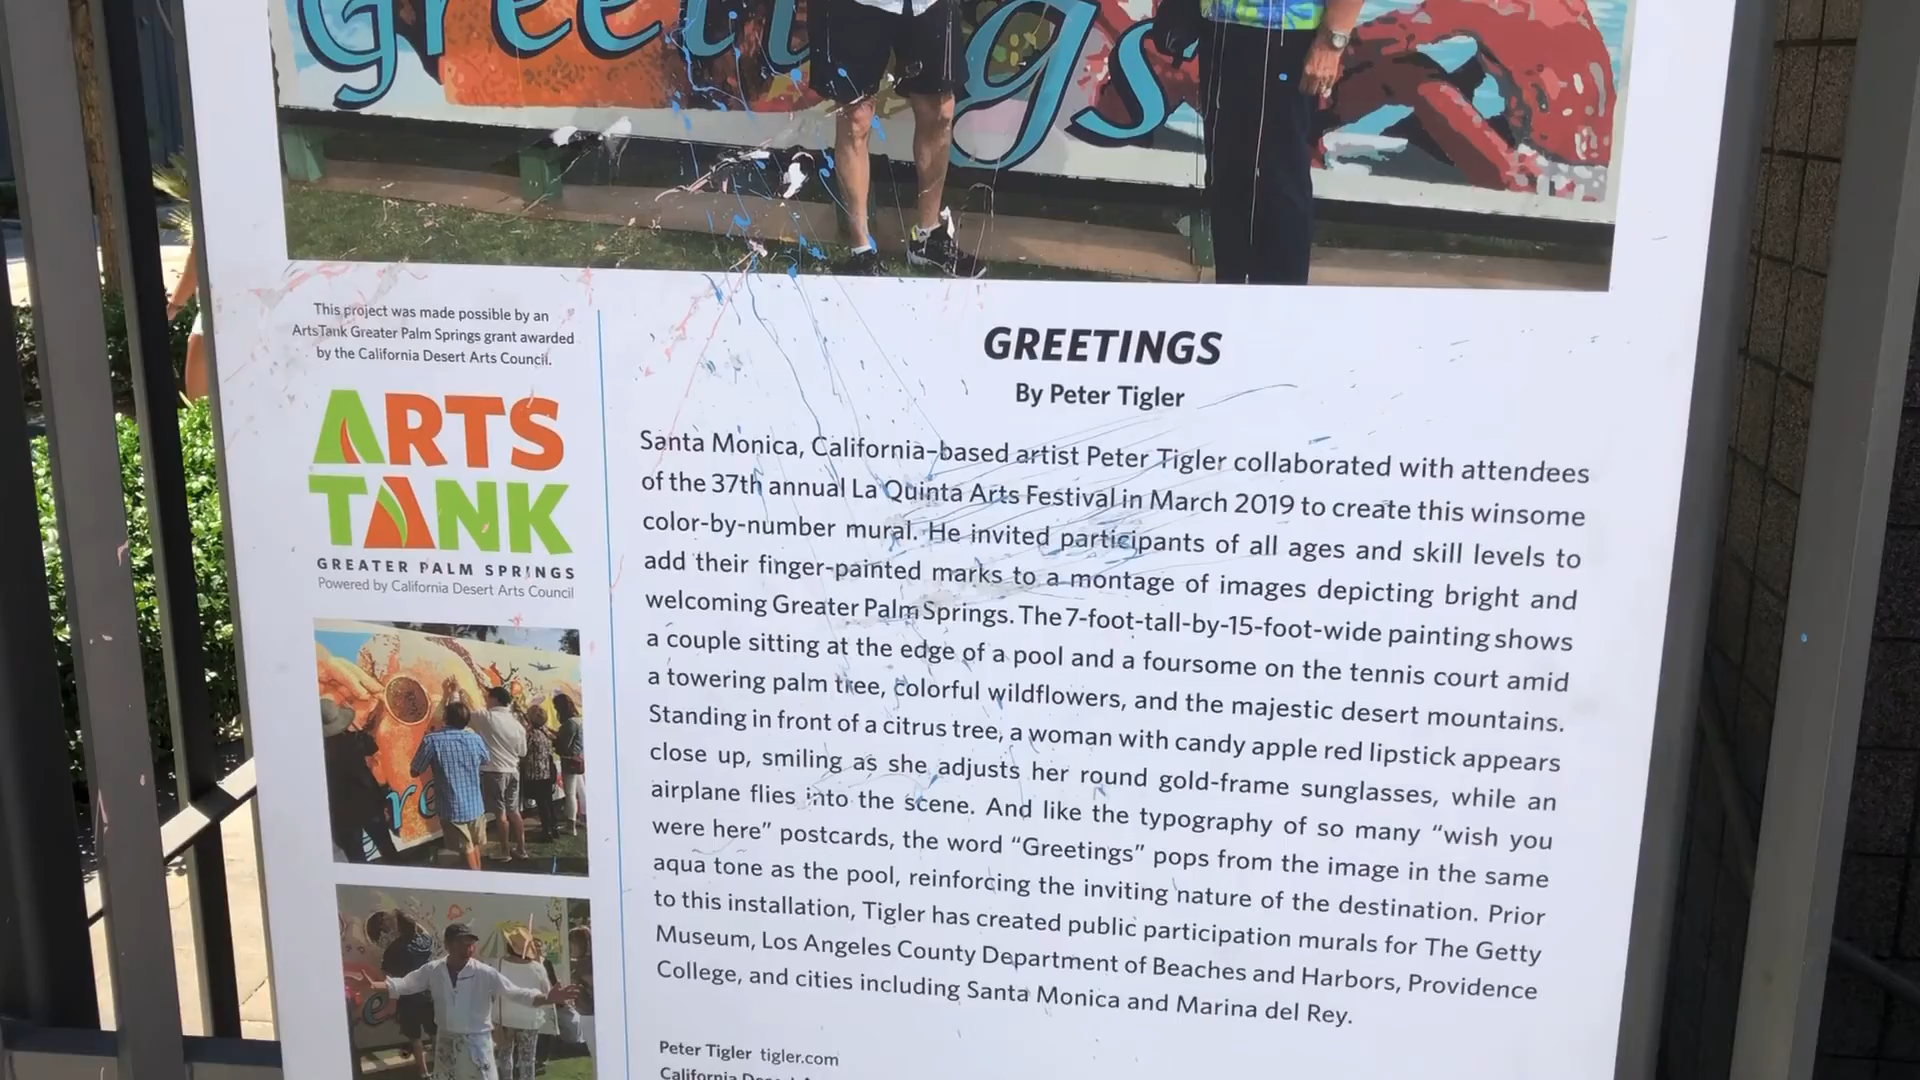 Greetings
This project was made possible by an
ArtsTank Greater Palm Springs grant awarded
by the California Desert Arts Council.
ARTS
TANK
GREATER PALM SPRINGS
Powered by California Desert Arts Council
GREETINGS
By Peter Tigler
Santa Monica, California-based artist Peter Tigler collaborated with attendees
of the 37th annual La Quinta Arts Festival in March 2019 to create this winsome
color-by-number mural. He invited participants of all ages and skill levels to
add their finger-painted marks to a montage of images depicting bright and
welcoming Greater Palm Springs. The 7-foot-tall-by-15-foot-wide painting shows
a couple sitting at the edge of a pool and a foursome on the tennis court amid
a towering palm tree, colorful wildflowers, and the majestic desert mountains.
Standing in front of a citrus tree, a woman with candy apple red lipstick appears
close up, smiling as she adjusts her round gold-frame sunglasses, while an
airplane flies into the scene. And like the typography of so many “wish you
were here” postcards, the word “Greetings” pops from the image in the same
aqua tone as the pool, reinforcing the inviting nature of the destination. Prior
to this installation, Tigler has created public participation murals for The Getty
Museum, Los Angeles County Department of Beaches and Harbors, Providence
College, and cities including Santa Monica and Marina del Rey.
Peter Tigler tigler.com
California